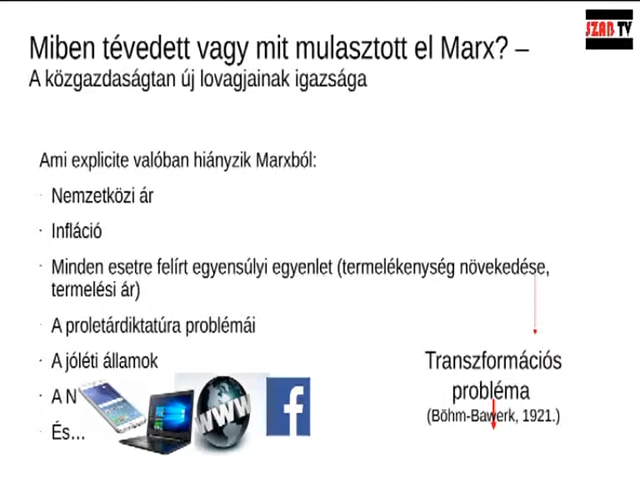 SZAB TV
Miben tévedett vagy mit mulasztott el Marx? –
A közgazdaságtan új lovagjainak igazsága
Ami explicite valóban hiányzik Marxból:
Nemzetközi ár
Infláció
Minden esetre felírt egyensúlyi egyenlet (termelékenység növekedése,
termelési ár)
A proletárdiktatúra problémái
A jóléti államok
A N
És...
www
f
Transzformációs
probléma
(Böhm-Bawerk, 1921.)